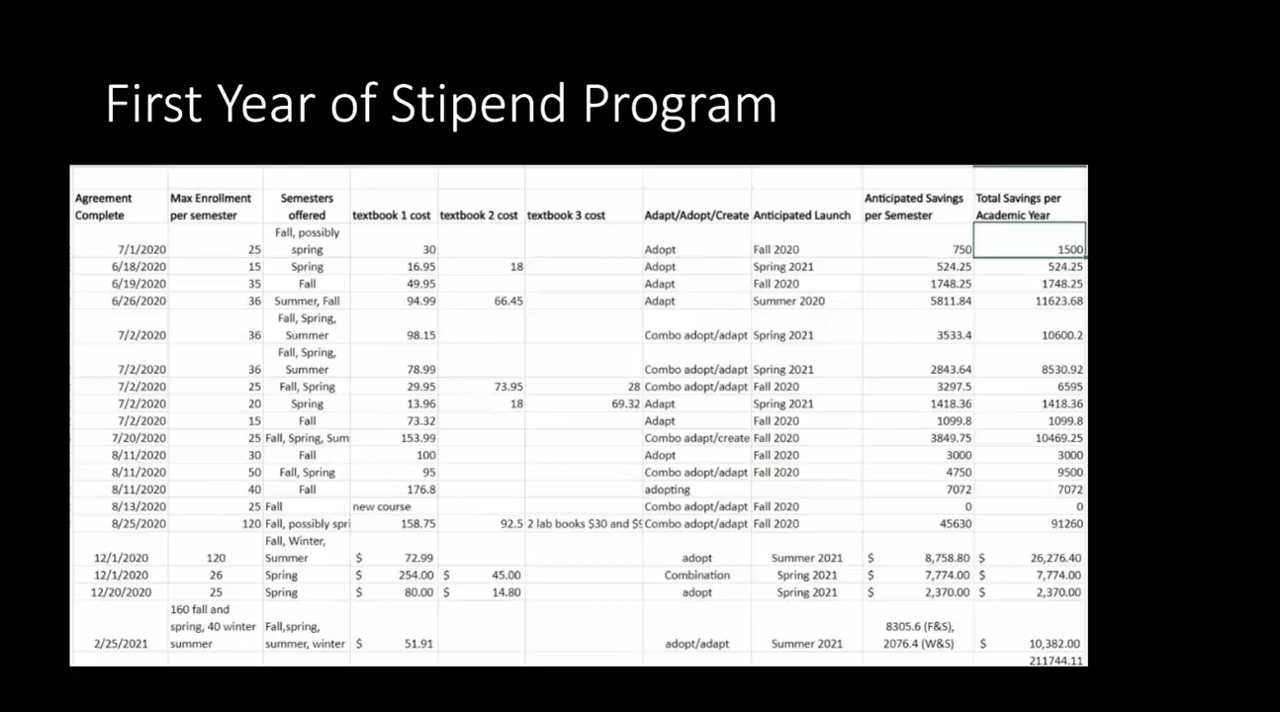 First Year of Stipend Program
Agreement Complete Max Enrollment per semester Semesters offered textbook 1 cost textbook 2 cost textbook 3 cost Adapt/Adopt/Create Anticipated Launch Anticipated Savings per Semester Total Savings per Academic Year
7/1/2020 25 Fall, possibly spring 30 Adopt Fall 2020 750 1500
6/18/2020 15 Spring 16.95 18 Adopt Spring 2021 524.25 524.25
6/19/2020 35 Fall 49.95 Adopt Fall 2020 1748.25 1748.25
6/26/2020 36 Summer, Fall 94.99 66.45 Adapt Summer 2020 5811.84 11623.68
7/2/2020 36 Fall, Spring, Summer 98.15 Combo adopt/adapt Spring 2021 3533.4 10600.2
7/2/2020 36 Fall, Spring, Summer 78.99 Combo adopt/adapt Spring 2021 2843.64 8530.92
7/2/2020 25 Fall, Spring 29.95 73.95 28 Combo adopt/adapt Fall 2020 3297.5 6595
7/2/2020 20 Spring 13.96 18 69.32 Adapt Spring 2021 1418.36 1418.36
7/2/2020 15 Fall 73.32 Adapt Fall 2020 1099.8 1099.8
7/20/2020 25 Fall, Spring, Sum 153.99 Combo adapt/create Fall 2020 3849.75 10469.25
8/11/2020 30 Fall 100 Adopt Fall 2020 3000 3000
8/11/2020 50 Fall, Spring 95 Combo adopt/adapt Fall 2020 4750 9500
8/11/2020 40 Fall 176.8 adopting 7072 7072
8/13/2020 25 Fall new course Combo adopt/adapt Fall 2020 0 0
8/25/2020 120 Fall, possibly spri 158.75 92.5 2 lab books $30 and $9 Combo adopt/adapt Fall 2020 45630 91260
12/1/2020 120 Fall, Winter, Summer $ 72.99 adopt Summer 2021 $ 8,758.80 $ 26,276.40
12/1/2020 26 Spring $ 254.00 $ 45.00 Combination Spring 2021 $ 7,774.00 $ 7,774.00
12/20/2020 25 Spring $ 80.00 $ 14.80 adopt Spring 2021 $ 2,370.00 $ 2,370.00
2/25/2021 160 fall and spring, 40 winter summer Fall,spring, summer, winter $ 51.91 adopt/adapt Summer 2021 8305.6 (F&S), 2076.4 (W&S) $ 10,382.00
211744.11